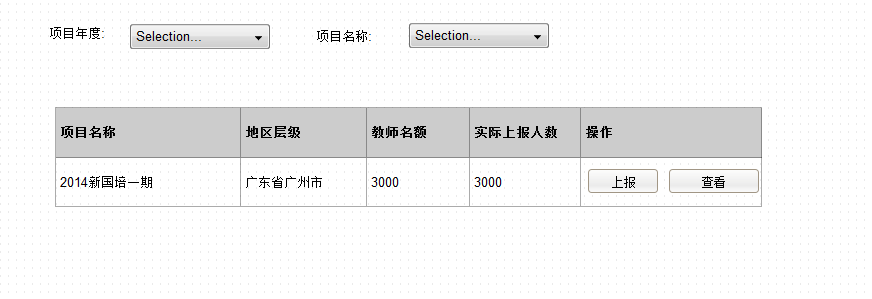 项目年度: Selection... 项目名称: Selection...
项目名称 地区层级 教师名额 实际上报人数 操作
2014新国培一期 广东省广州市 3000 3000 上报 查看